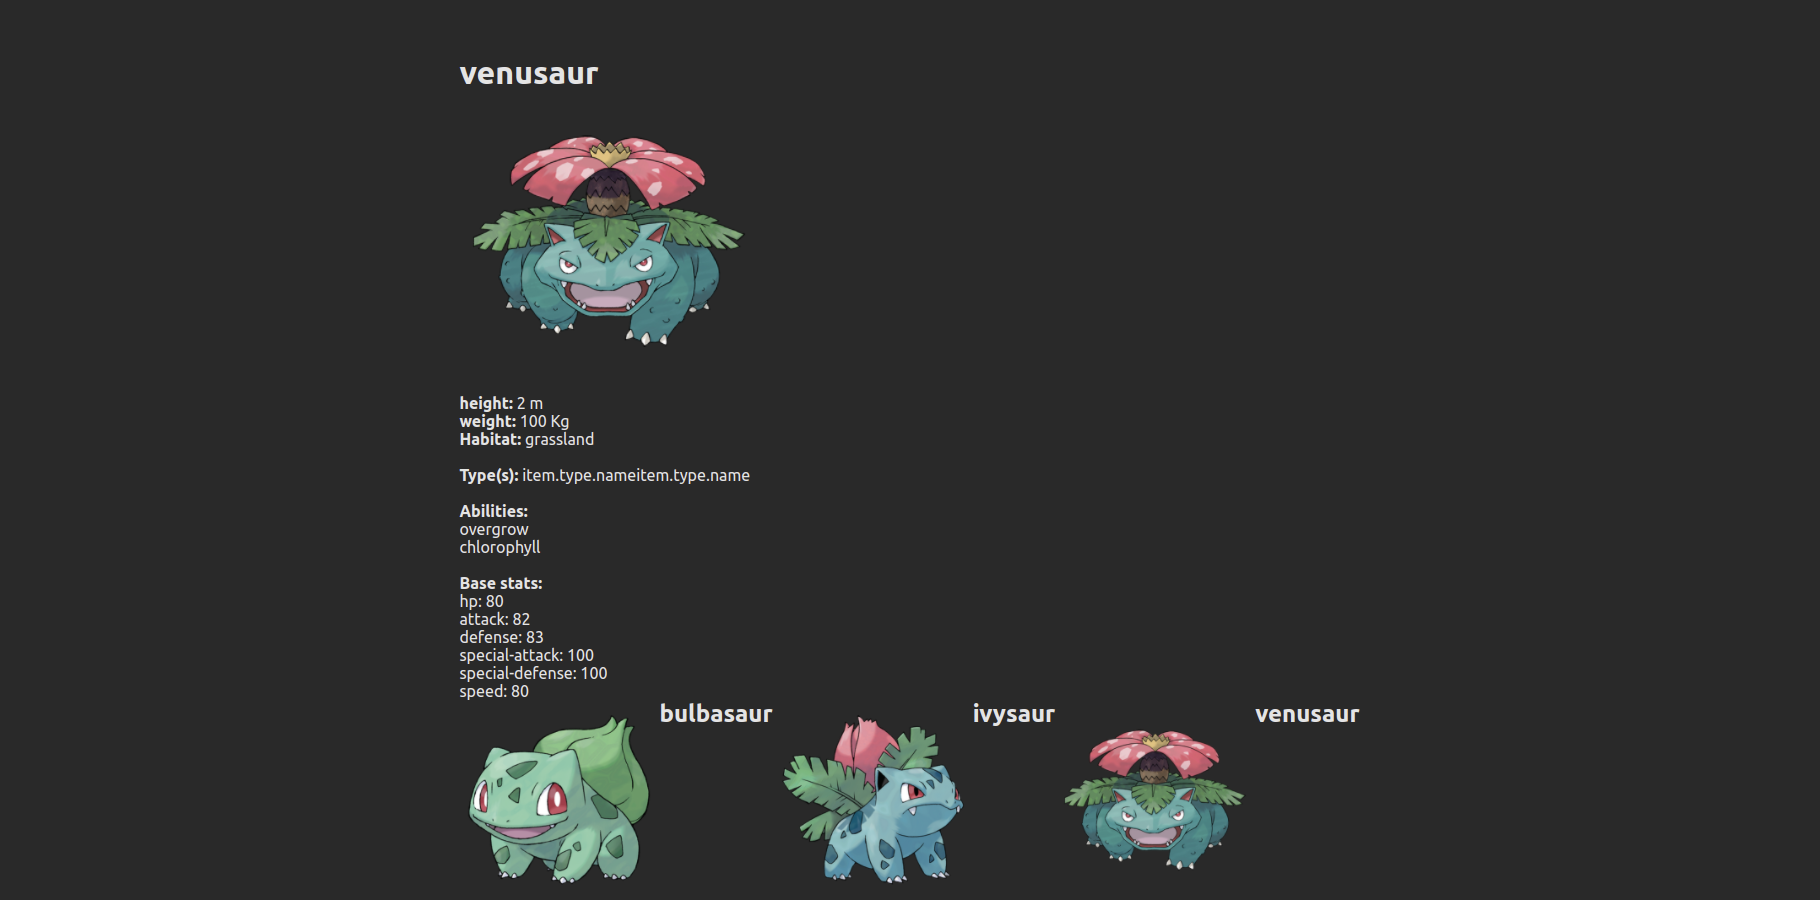 venusaur
height: 2 m
weight: 100 Kg
Habitat: grassland
Type(s): item.type.nameitem.type.name
Abilities:
overgrow
chlorophyll
Base stats:
hp: 80
attack: 82
defense: 83
special-attack: 100
special-defense: 100
speed: 80
bulbasaur
ivysaur
venusaur